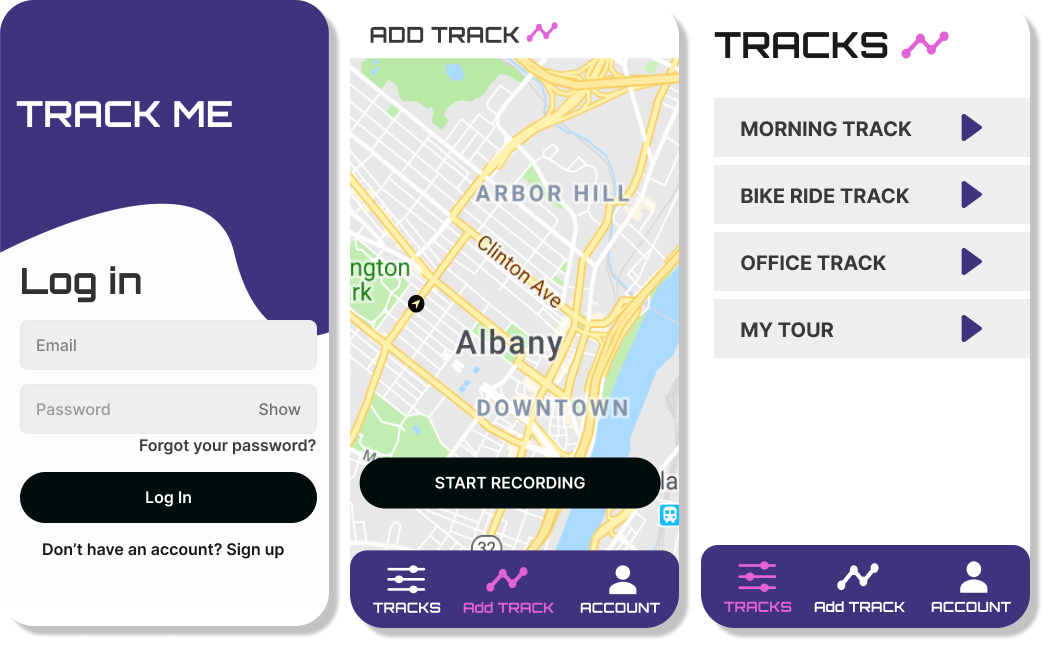 TRACK ME
Log in
Email
Password
Show
Forgot your password?
Log In
Don't have an account? Sign up
ADD TRACK
ARBOR HILL
Clinton Ave
ngton
rk
Albany
DOWNTOWN
START RECORDING
la
32
TRACKS
Add TRACK
ACCOUNT
TRACKS
MORNING TRACK
BIKE RIDE TRACK
OFFICE TRACK
MY TOUR
TRACKS
Add TRACK
ACCOUNT